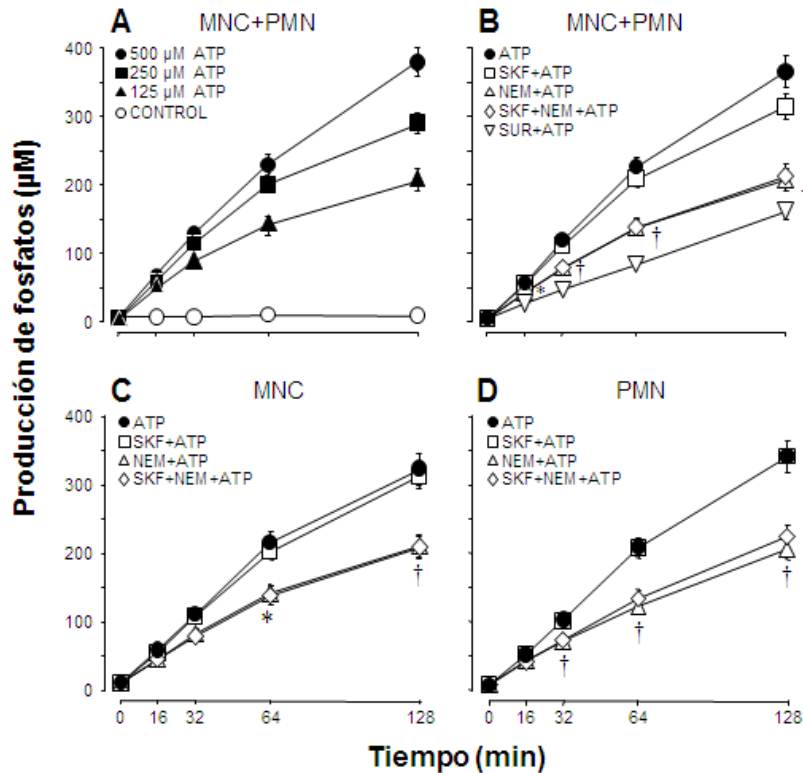 A MNC+PMN
500 µM ATP
250 µM ATP
125 µM ATP
CONTROL
400
300
200
100
0
B MNC+PMN
ATP
SKF+ATP
NEM+ATP
SKF+NEM+ATP
SUR+ATP
*
†
†
C MNC
ATP
SKF+ATP
NEM+ATP
SKF+NEM+ATP
400
300
200
100
0
*
†
0 16 32 64 128
D PMN
ATP
SKF+ATP
NEM+ATP
SKF+NEM+ATP
†
†
†
0 16 32 64 128
Producción de fosfatos (µM)
Tiempo (min)